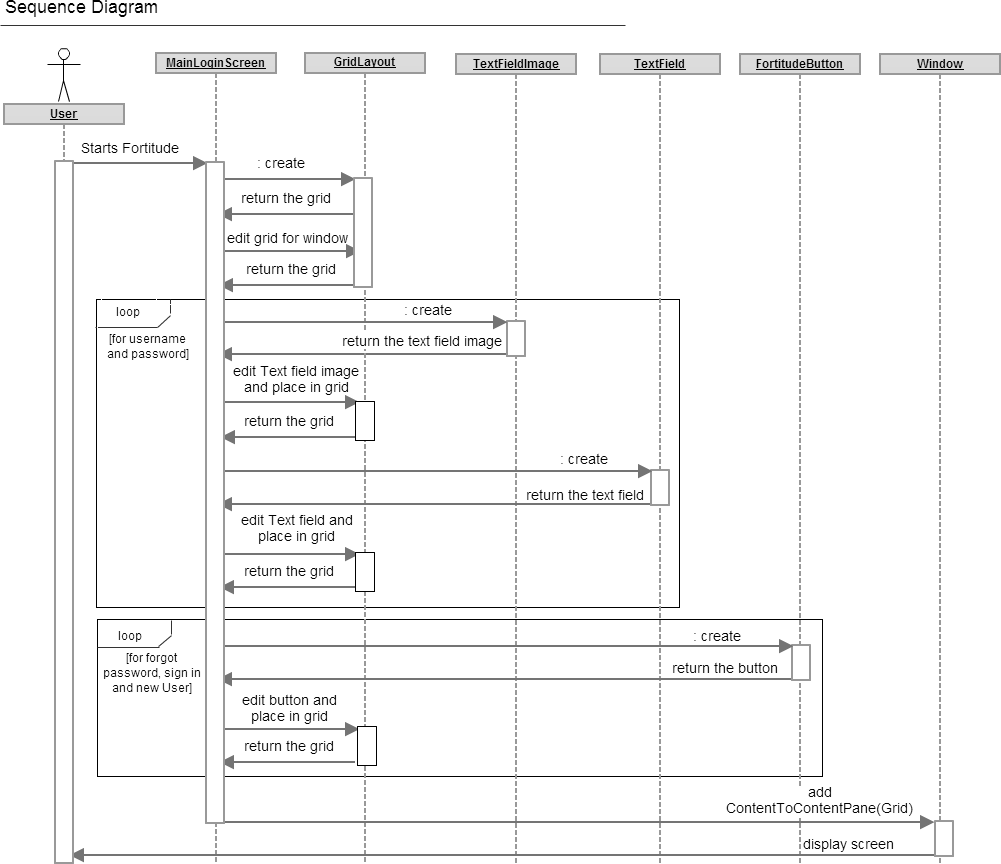 Sequence Diagram
MainLoginScreen
GridLayout
TextFieldImage
TextField
FortitudeButton
Window
User
Starts Fortitude
: create
return the grid
edit grid for window
return the grid
loop
[for username
and password]
: create
return the text field image
edit Text field image
and place in grid
return the grid
: create
return the text field
edit Text field and
place in grid
return the grid
loop
[for forgot
password, sign in
and new User]
: create
return the button
edit button and
place in grid
return the grid
add
ContentToContentPane(Grid)
display screen